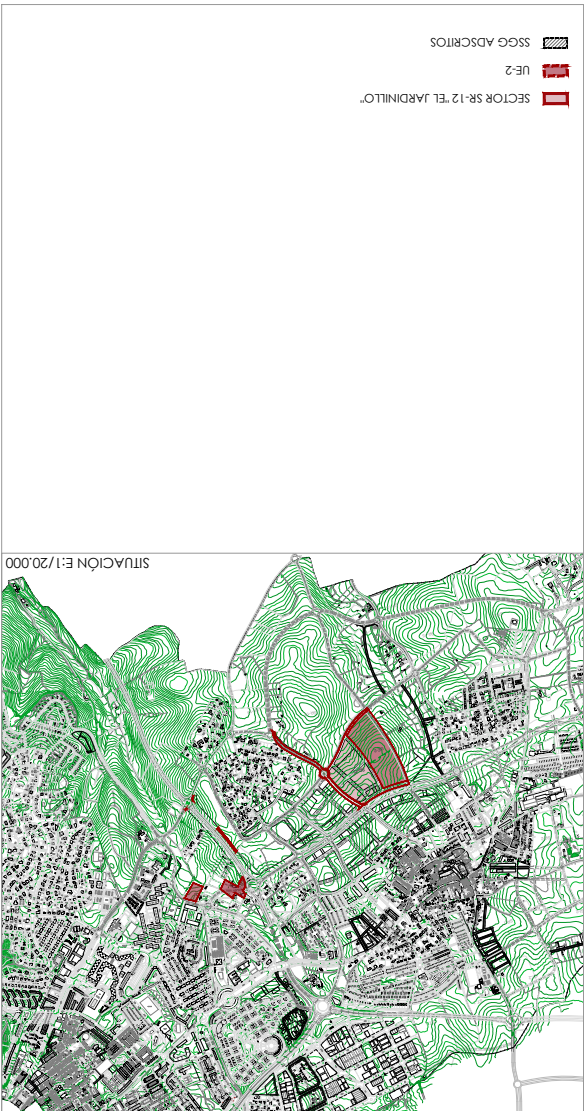 SITUACIÓN E:1/20.000
SECTOR SR-12 "EL JARDINILLO"
UE-2
SSGG ADSCRITOS